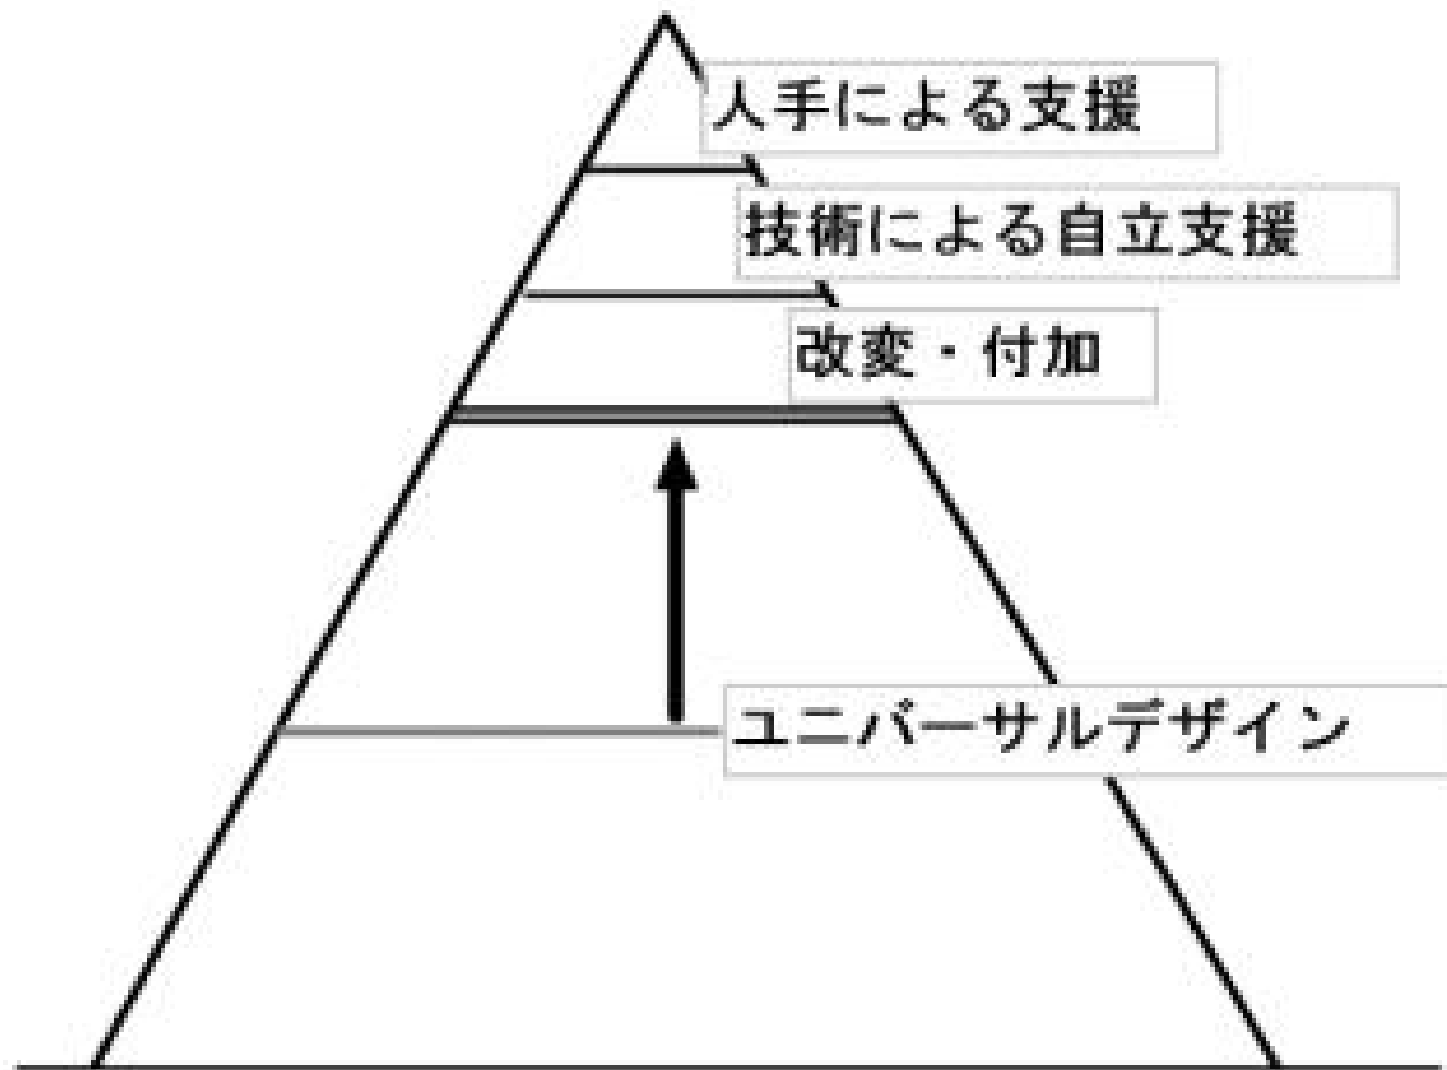 人手による支援
技術による自立支援
改変・付加
ユニバーサルデザイン